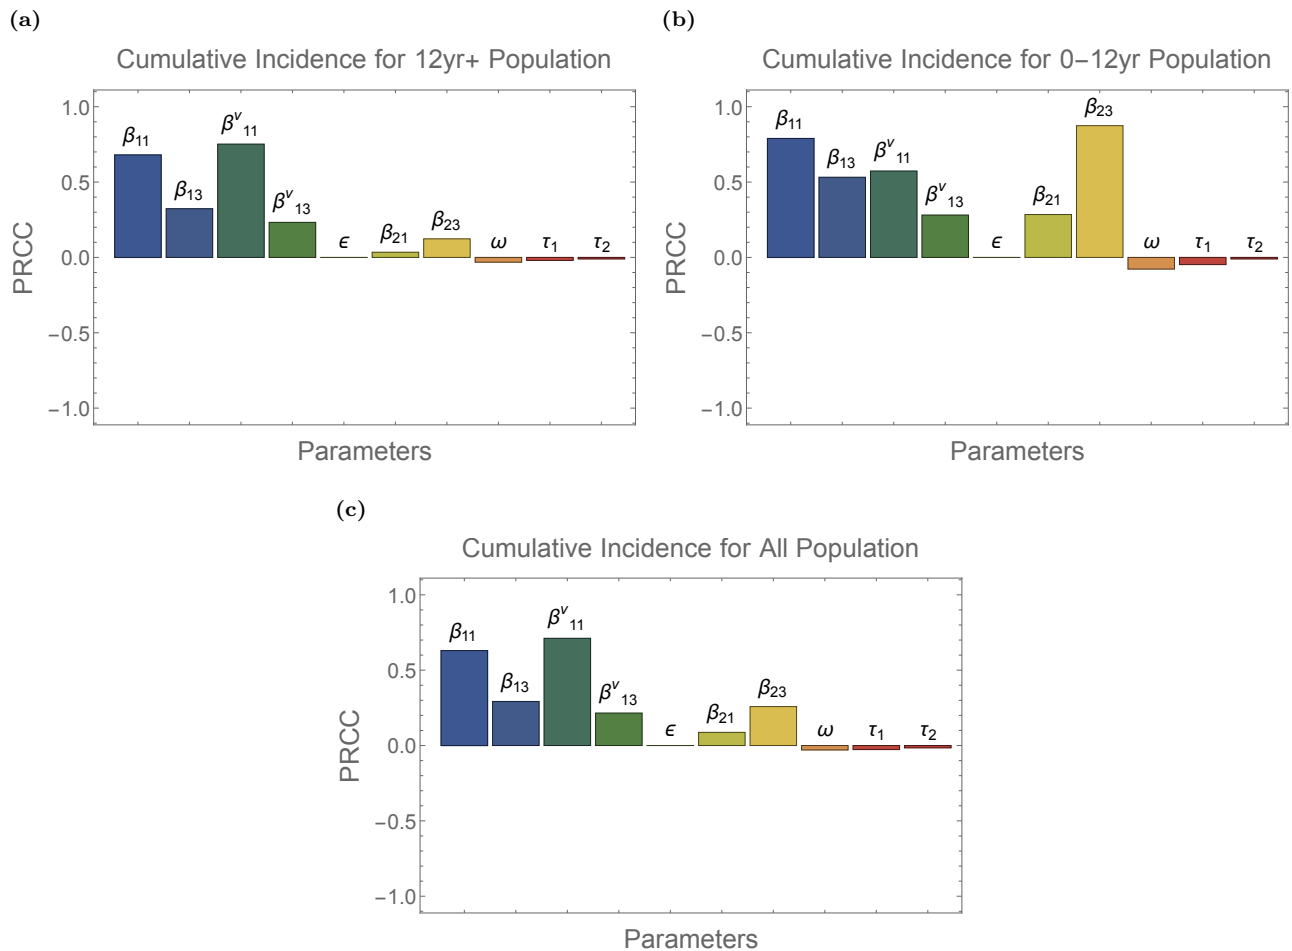 (a)
Cumulative Incidence for 12yr+ Population
1.0
0.5
0.0
−0.5
−1.0
PRCC
β11
β13
βv11
βv13
ϵ
β21
β23
ω
τ1
τ2
Parameters
(b)
Cumulative Incidence for 0−12yr Population
1.0
0.5
0.0
−0.5
−1.0
PRCC
β11
β13
βv11
βv13
ϵ
β21
β23
ω
τ1
τ2
Parameters
(c)
Cumulative Incidence for All Population
1.0
0.5
0.0
−0.5
−1.0
PRCC
β11
β13
βv11
βv13
ϵ
β21
β23
ω
τ1
τ2
Parameters